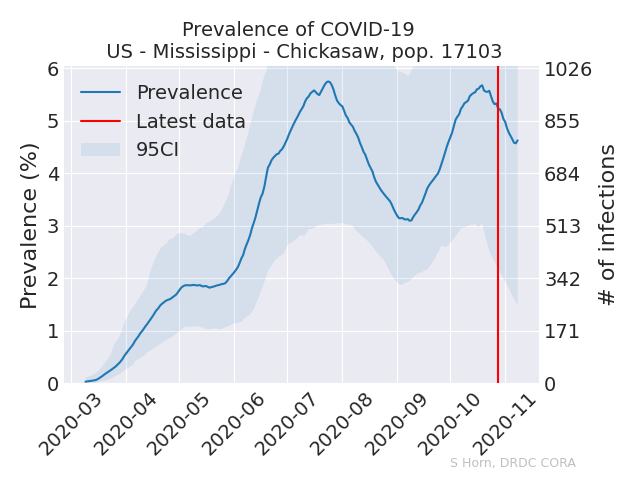 Prevalence of COVID-19
US - Mississippi - Chickasaw, pop. 17103
Prevalence
Latest data
95CI
Prevalence (%)
6
5
4
3
2
1
0
1026
855
684
513
342
171
0
# of infections
2020-03
2020-04
2020-05
2020-06
2020-07
2020-08
2020-09
2020-10
2020-11
S Horn, DRDC CORA